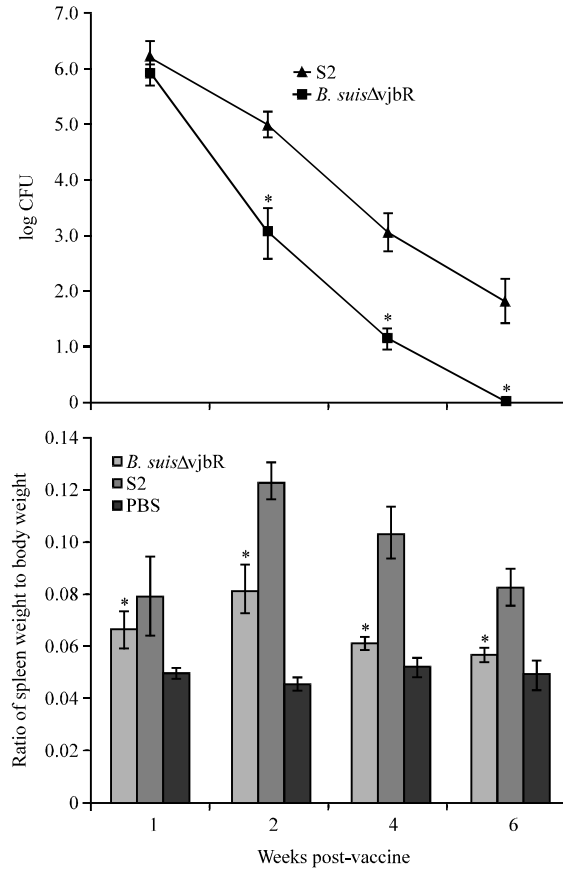 6.0
5.0
4.0
3.0
2.0
1.0
0
log CFU
S2
B. suisΔvjbR
*
*
*
0.14
0.12
0.10
0.08
0.06
0.04
0.02
0
Ratio of spleen weight to body weight
B. suisΔvjbR
S2
PBS
*
*
*
*
1 2 4 6
Weeks post-vaccine